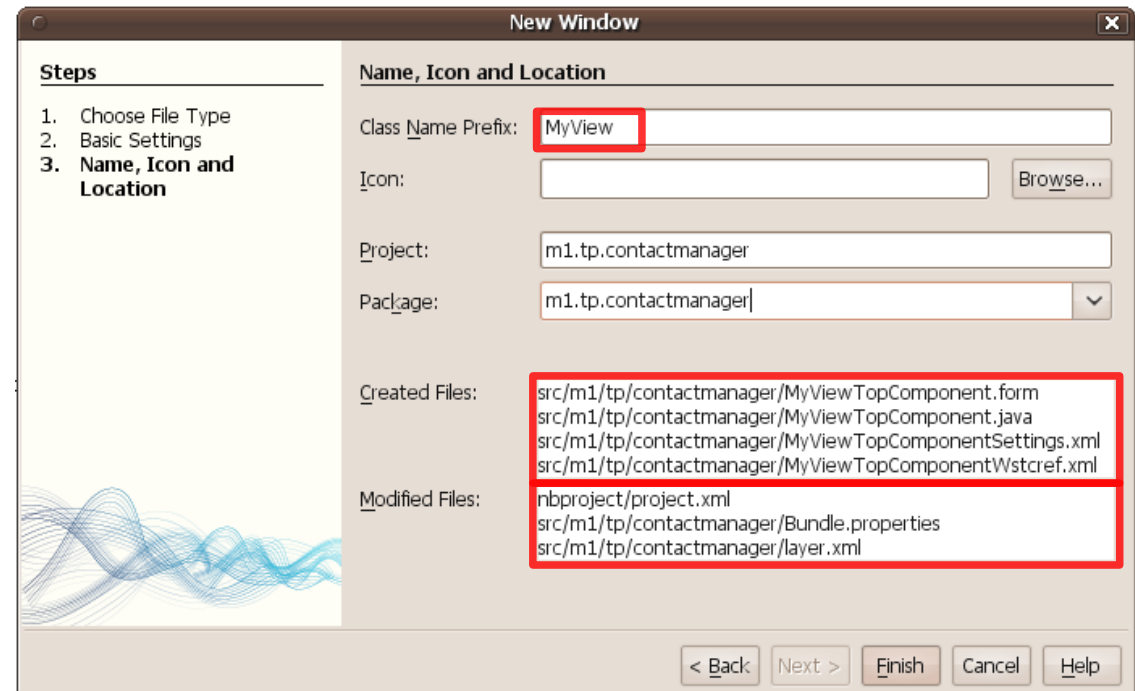 New Window
Steps
1. Choose File Type
2. Basic Settings
3. Name, Icon and
Location
Name, Icon and Location
Class Name Prefix: MyView
Icon: Browse...
Project: m1.tp.contactmanager
Package: m1.tp.contactmanager
Created Files: src/m1/tp/contactmanager/MyViewTopComponent.form
src/m1/tp/contactmanager/MyViewTopComponent.java
src/m1/tp/contactmanager/MyViewTopComponentSettings.xml
src/m1/tp/contactmanager/MyViewTopComponentWstcref.xml
Modified Files: nbproject/project.xml
src/m1/tp/contactmanager/Bundle.properties
src/m1/tp/contactmanager/layer.xml
< Back Next > Finish Cancel Help